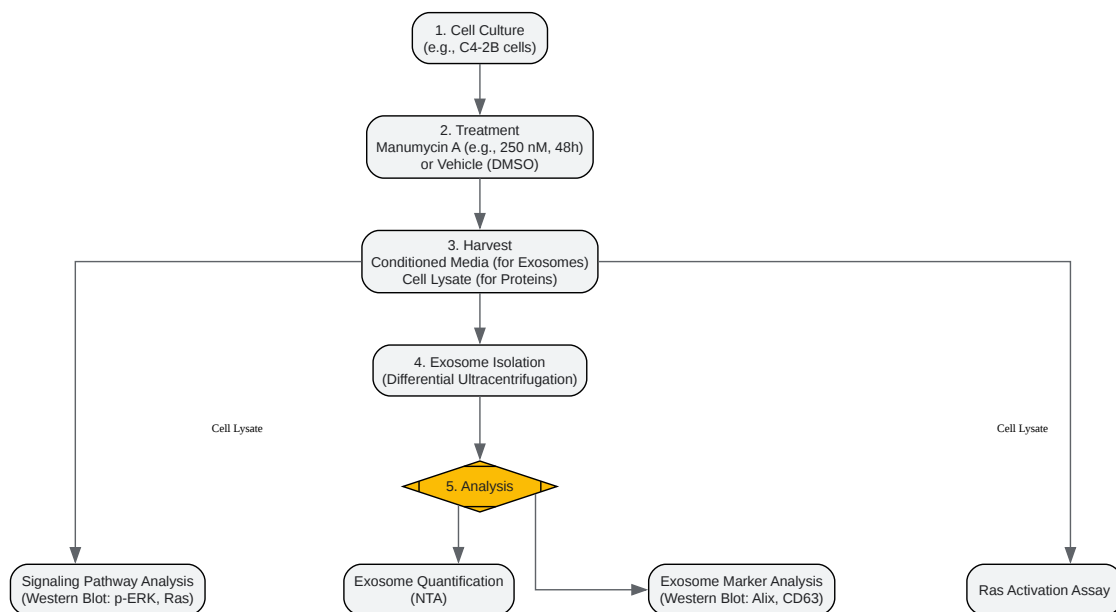 1. Cell Culture
(e.g., C4-2B cells)
2. Treatment
Manumycin A (e.g., 250 nM, 48h)
or Vehicle (DMSO)
3. Harvest
Conditioned Media (for Exosomes)
Cell Lysate (for Proteins)
4. Exosome Isolation
(Differential Ultracentrifugation)
Cell Lysate
Cell Lysate
5. Analysis
Signaling Pathway Analysis
(Western Blot: p-ERK, Ras)
Exosome Quantification
(NTA)
Exosome Marker Analysis
(Western Blot: Alix, CD63)
Ras Activation Assay